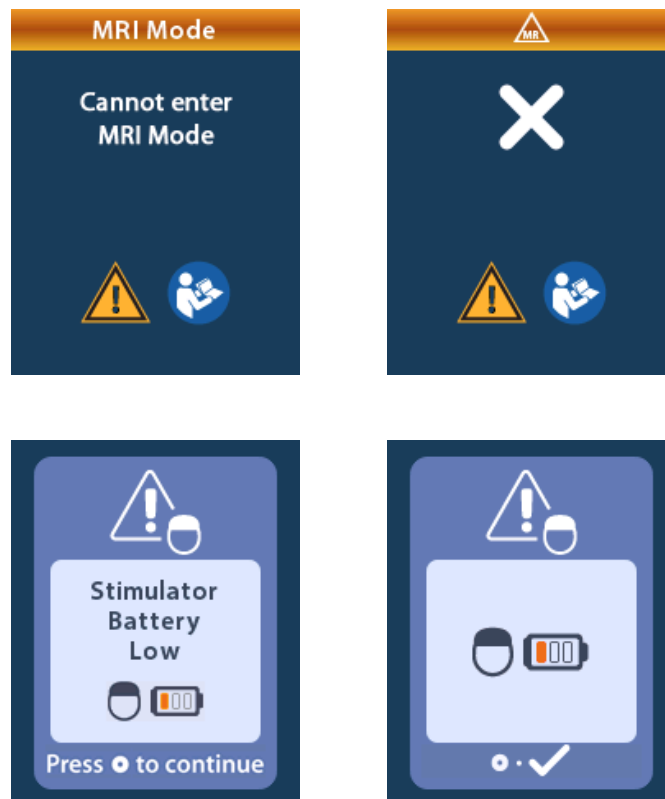 MRI Mode
Cannot enter
MRI Mode
MR
Stimulator
Battery
Low
Press to continue